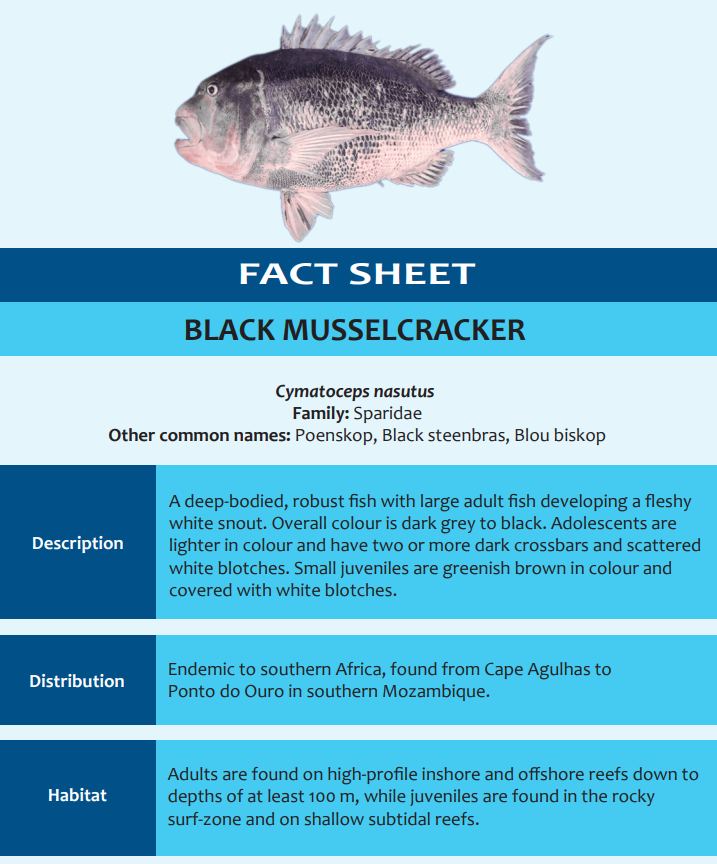 FACT SHEET
BLACK MUSSELCRACKER
Cymatoceps nasutus
Family: Sparidae
Other common names: Poenskop, Black steenbras, Blou biskop
Description
A deep-bodied, robust fish with large adult fish developing a fleshy
white snout. Overall colour is dark grey to black. Adolescents are
lighter in colour and have two or more dark crossbars and scattered
white blotches. Small juveniles are greenish brown in colour and
covered with white blotches.
Distribution
Endemic to southern Africa, found from Cape Agulhas to
Ponto do Ouro in southern Mozambique.
Habitat
Adults are found on high-profile inshore and offshore reefs down to
depths of at least 100 m, while juveniles are found in the rocky
surf-zone and on shallow subtidal reefs.